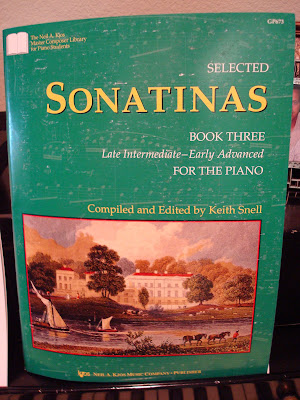 The Neil A. Kjos
Master Composer Library
for Piano Students
GP673
SELECTED
SONATINAS
BOOK THREE
Late Intermediate–Early Advanced
FOR THE PIANO
Compiled and Edited by Keith Snell
Neil A. Kjos Music Company • Publisher